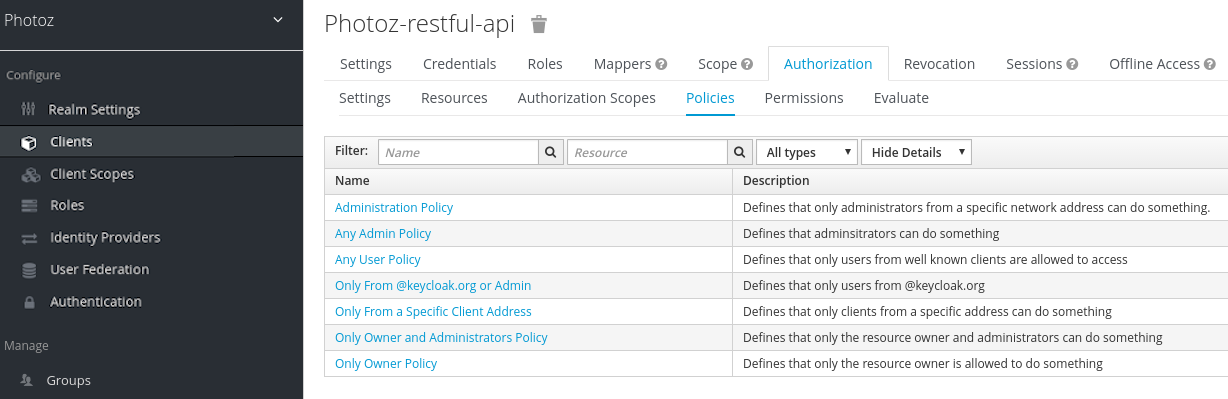 Photoz
Configure
Realm Settings
Clients
Client Scopes
Roles
Identity Providers
User Federation
Authentication
Manage
Groups
Photoz-restful-api
Settings Credentials Roles Mappers Scope Authorization Revocation Sessions Offline Access
Settings Resources Authorization Scopes Policies Permissions Evaluate
Filter: Name Resource All types Hide Details
Name Description
Administration Policy Defines that only administrators from a specific network address can do something.
Any Admin Policy Defines that adminsitrators can do something
Any User Policy Defines that only users from well known clients are allowed to access
Only From @keycloak.org or Admin Defines that only users from @keycloak.org
Only From a Specific Client Address Defines that only clients from a specific address can do something
Only Owner and Administrators Policy Defines that only the resource owner and administrators can do something
Only Owner Policy Defines that only the resource owner is allowed to do something